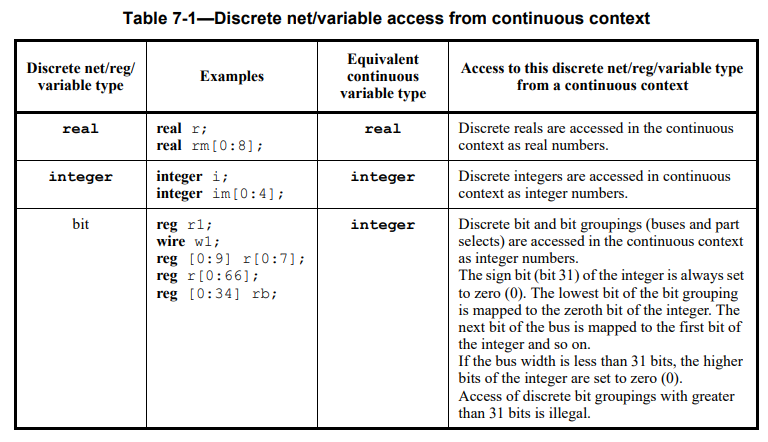 Table 7-1—Discrete net/variable access from continuous context
Discrete net/reg/
variable type
Examples
Equivalent
continuous
variable type
Access to this discrete net/reg/variable type
from a continuous context
real
real r;
real rm[0:8];
real
Discrete reals are accessed in the continuous
context as real numbers.
integer
integer i;
integer im[0:4];
integer
Discrete integers are accessed in continuous
context as integer numbers.
bit
reg r1;
wire w1;
reg [0:9] r[0:7];
reg r[0:66];
reg [0:34] rb;
integer
Discrete bit and bit groupings (buses and part
selects) are accessed in the continuous context
as integer numbers.
The sign bit (bit 31) of the integer is always set
to zero (0). The lowest bit of the bit grouping
is mapped to the zeroth bit of the integer. The
next bit of the bus is mapped to the first bit of
the integer and so on.
If the bus width is less than 31 bits, the higher
bits of the integer are set to zero (0).
Access of discrete bit groupings with greater
than 31 bits is illegal.